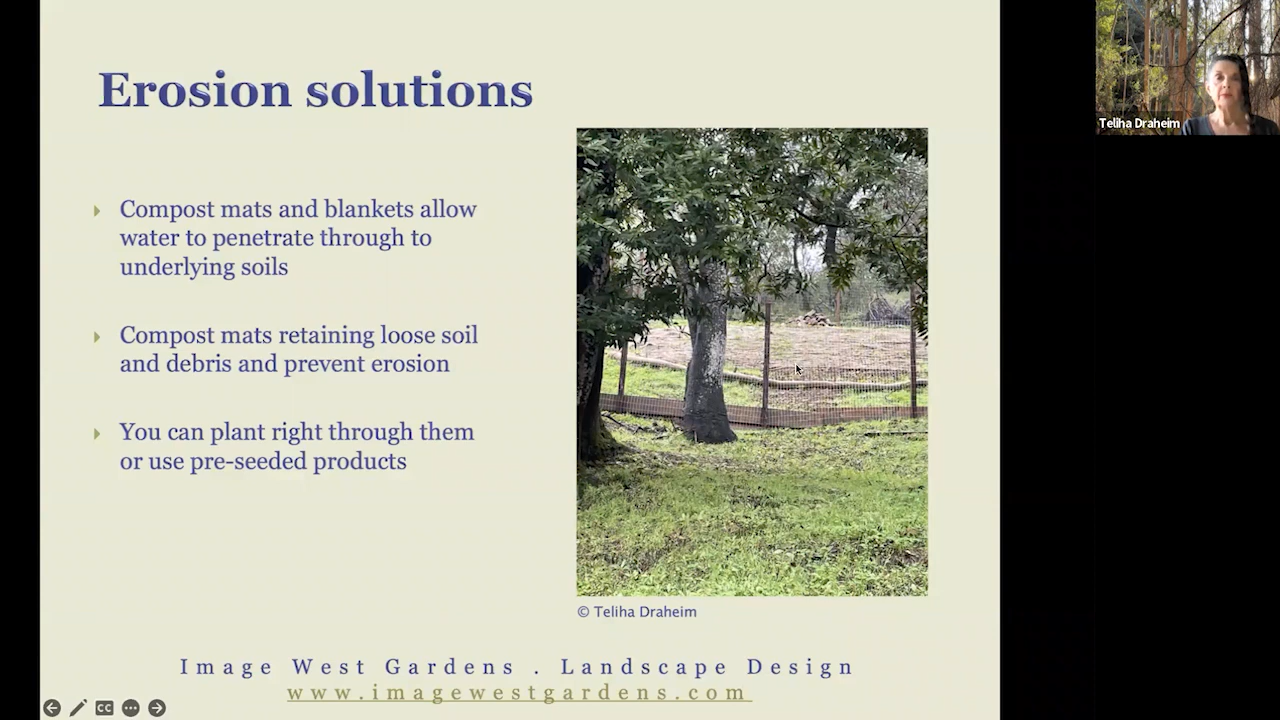 Erosion solutions
Compost mats and blankets allow
water to penetrate through to
underlying soils
Compost mats retaining loose soil
and debris and prevent erosion
You can plant right through them
or use pre-seeded products
© Teliha Draheim
Image West Gardens . Landscape Design
www.imagewestgardens.com
CC
Teliha Draheim